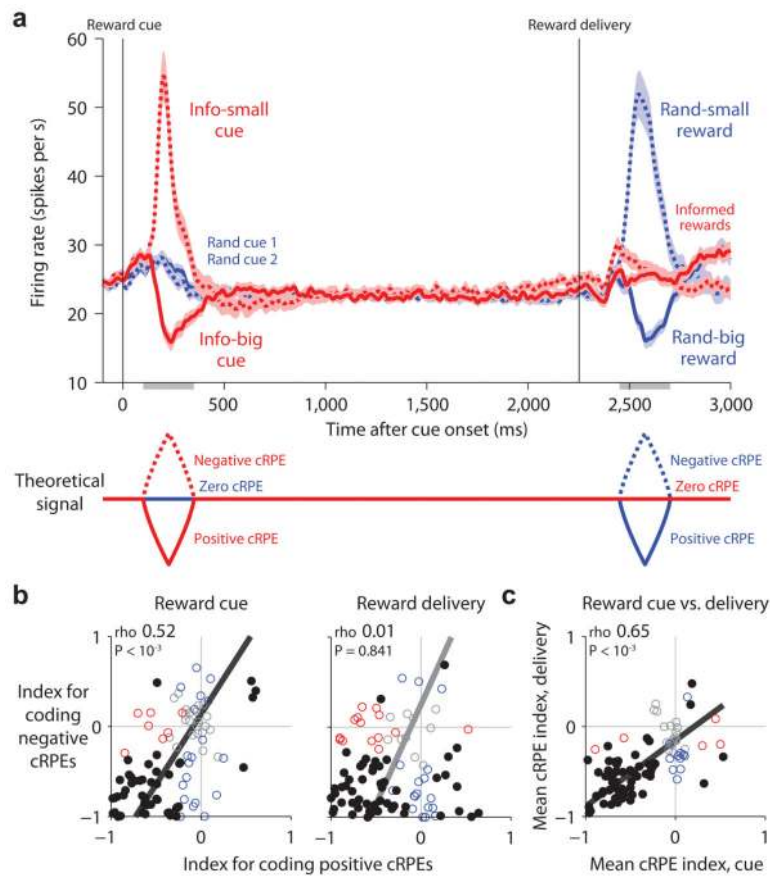 a
Reward cue
Reward delivery
60
50
40
30
20
10
Firing rate (spikes per s)
Info-small
cue
Rand-small
reward
Rand cue 1
Rand cue 2
Informed
rewards
Info-big
cue
Rand-big
reward
0
500
1,000
1,500
2,000
2,500
3,000
Time after cue onset (ms)
Theoretical
signal
Negative cRPE
Zero cRPE
Positive cRPE
Negative cRPE
Zero cRPE
Positive cRPE
b
Reward cue
Reward delivery
Index for
coding
negative
cRPEs
1
0
−1
rho 0.52
P < 10⁻³
−1
0
1
1
0
−1
rho 0.01
P = 0.841
−1
0
1
Index for coding positive cRPEs
c
Reward cue vs. delivery
Mean cRPE index, delivery
1
0
−1
rho 0.65
P < 10⁻³
−1
0
1
Mean cRPE index, cue